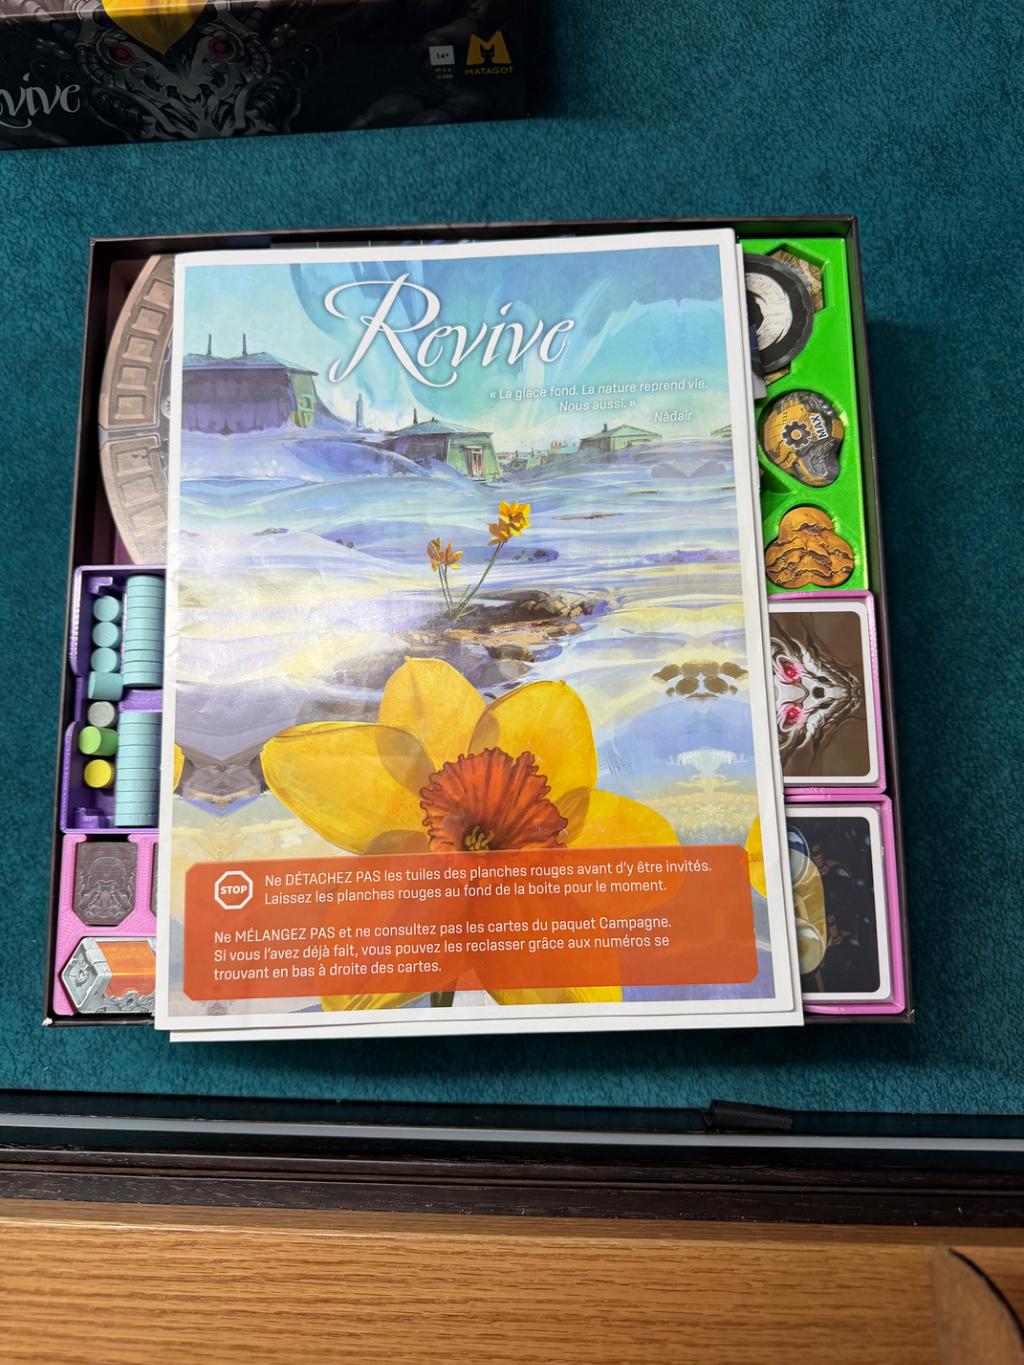 vive
14+
MATAGOT
Revive
« La glace fond. La nature reprend vie.
Nous aussi. ».
- Nàdair
MAX
STOP
Ne DÉTACHEZ PAS les tuiles des planches rouges avant d'y être invités.
Laissez les planches rouges au fond de la boite pour le moment.
Ne MÉLANGEZ PAS et ne consultez pas les cartes du paquet Campagne.
Si vous l'avez déjà fait, vous pouvez les reclasser grâce aux numéros se
trouvant en bas à droite des cartes.